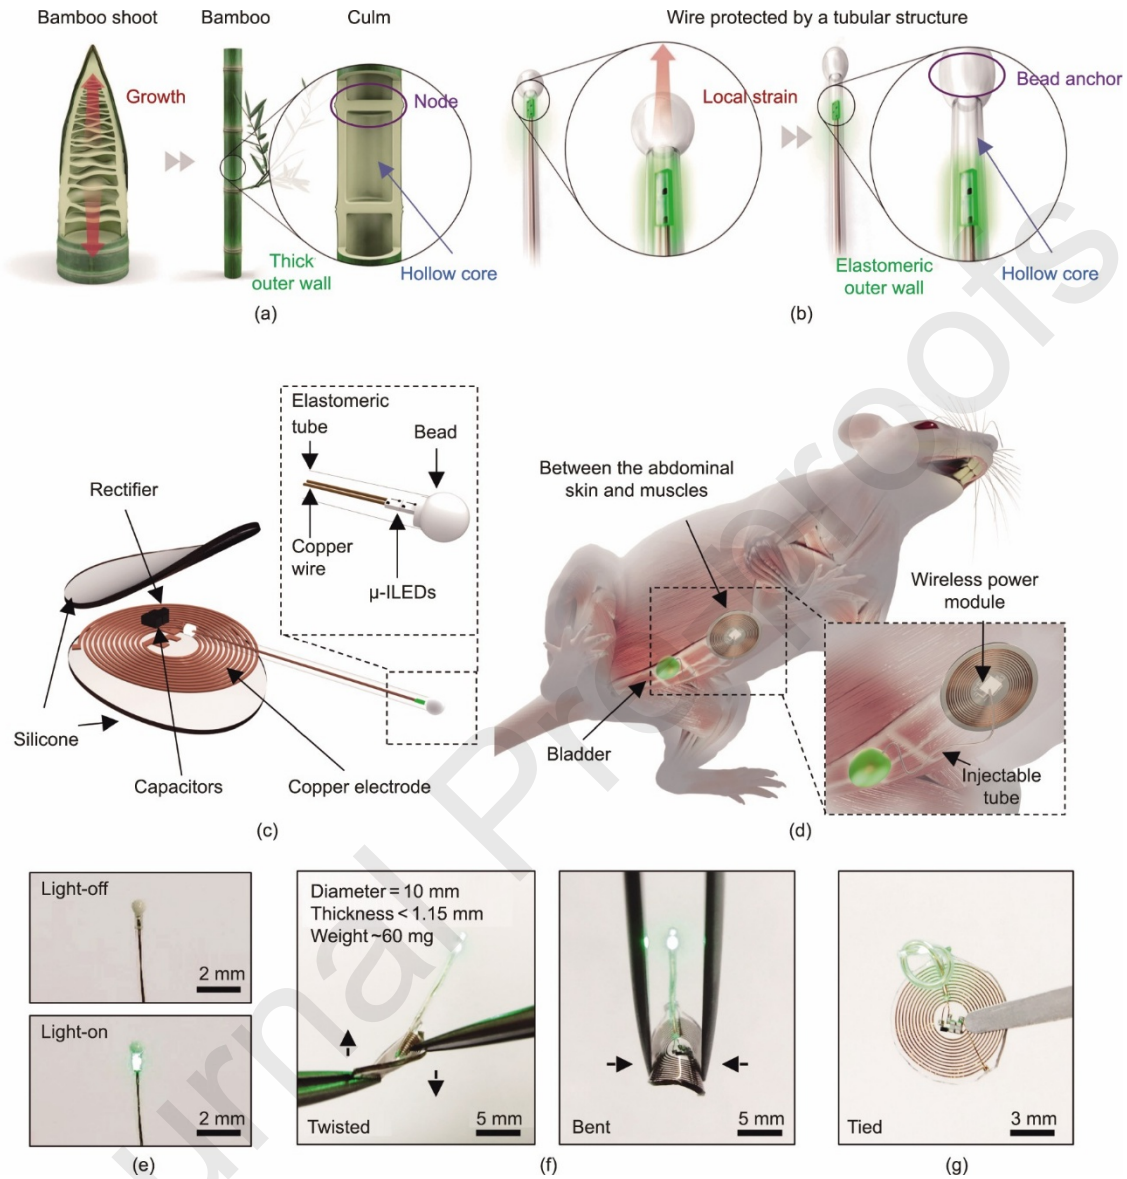 Bamboo shoot
Bamboo
Culm
Growth
Node
Thick
outer wall
Hollow core
(a)
Wire protected by a tubular structure
Local strain
Bead anchor
Elastomeric
outer wall
Hollow core
(b)
Elastomeric
tube
Bead
Rectifier
Copper
wire
μ-ILEDs
Silicone
Capacitors
Copper electrode
(c)
Between the abdominal
skin and muscles
Wireless power
module
Bladder
Injectable
tube
(d)
Light-off
2 mm
Light-on
2 mm
(e)
Diameter = 10 mm
Thickness < 1.15 mm
Weight ~60 mg
Twisted
5 mm
Bent
5 mm
(f)
Tied
3 mm
(g)
Journal Pre-proofs